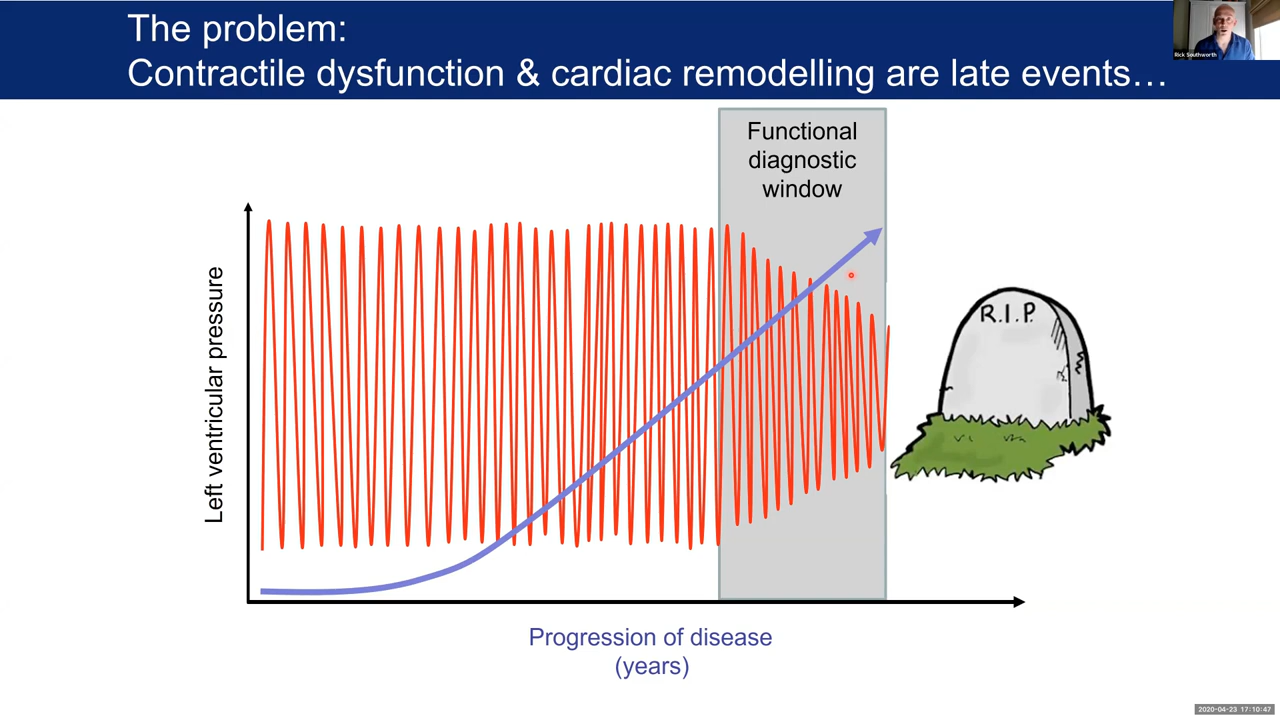 The problem:
Contractile dysfunction & cardiac remodelling are late events…
Rick Southworth
Functional
diagnostic
window
Left ventricular pressure
R.I.P.
Progression of disease
(years)
2020-04-23 17:10:47